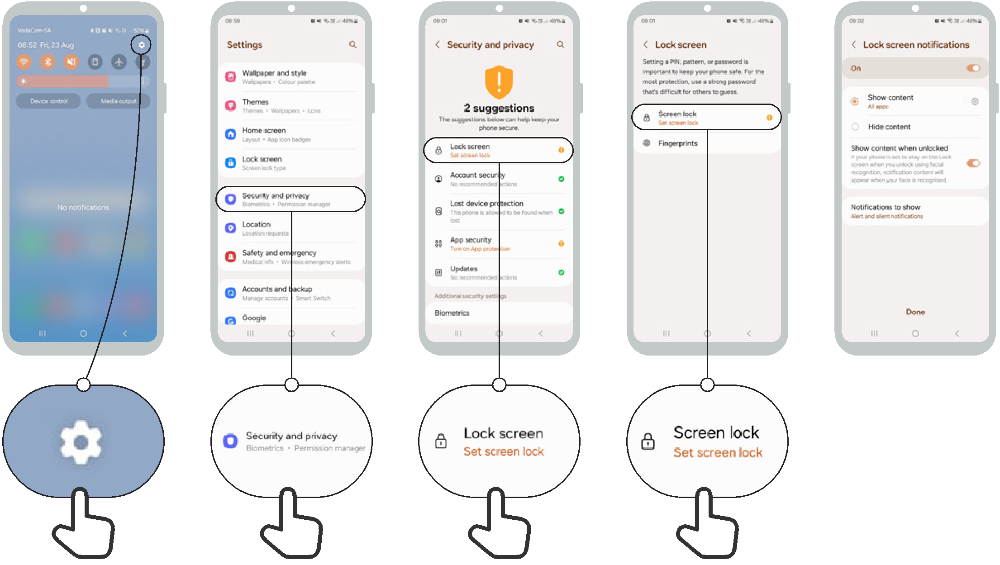 VodaCom-SA
50%
08:52 Fri, 23 Aug
Device control
Media output
No notifications
08:59
48%
Settings
Wallpaper and style
Wallpapers • Colour palette
Themes
Themes • Wallpapers • Icons
Home screen
Layout • App icon badges
Lock screen
Screen lock type
Security and privacy
Biometrics • Permission manager
Location
Location requests
Safety and emergency
Medical info • Wireless emergency alerts
Accounts and backup
Manage accounts • Smart Switch
G
Google
09:01
48%
Security and privacy
2 suggestions
The suggestions below can help keep your
phone secure.
Lock screen
Set screen lock
Account security
No recommended actions
Lost device protection
This phone is allowed to be found when
lost
App security
Turn on App protection
Updates
No recommended actions
Additional security settings
Biometrics
09:01
48%
Lock screen
Setting a PIN, pattern, or password is
important to keep your phone safe. For the
most protection, use a strong password
that's difficult for others to guess.
Screen lock
Set screen lock
Fingerprints
09:02
48%
Lock screen notifications
On
Show content
All apps
Hide content
Show content when unlocked
If your phone is set to stay on the Lock
screen when you unlock using facial
recognition, notification content will
appear when your face is recognised.
Notifications to show
Alert and silent notifications
Done
Security and privacy
Biometrics • Permission manager
Lock screen
Set screen lock
Screen lock
Set screen lock